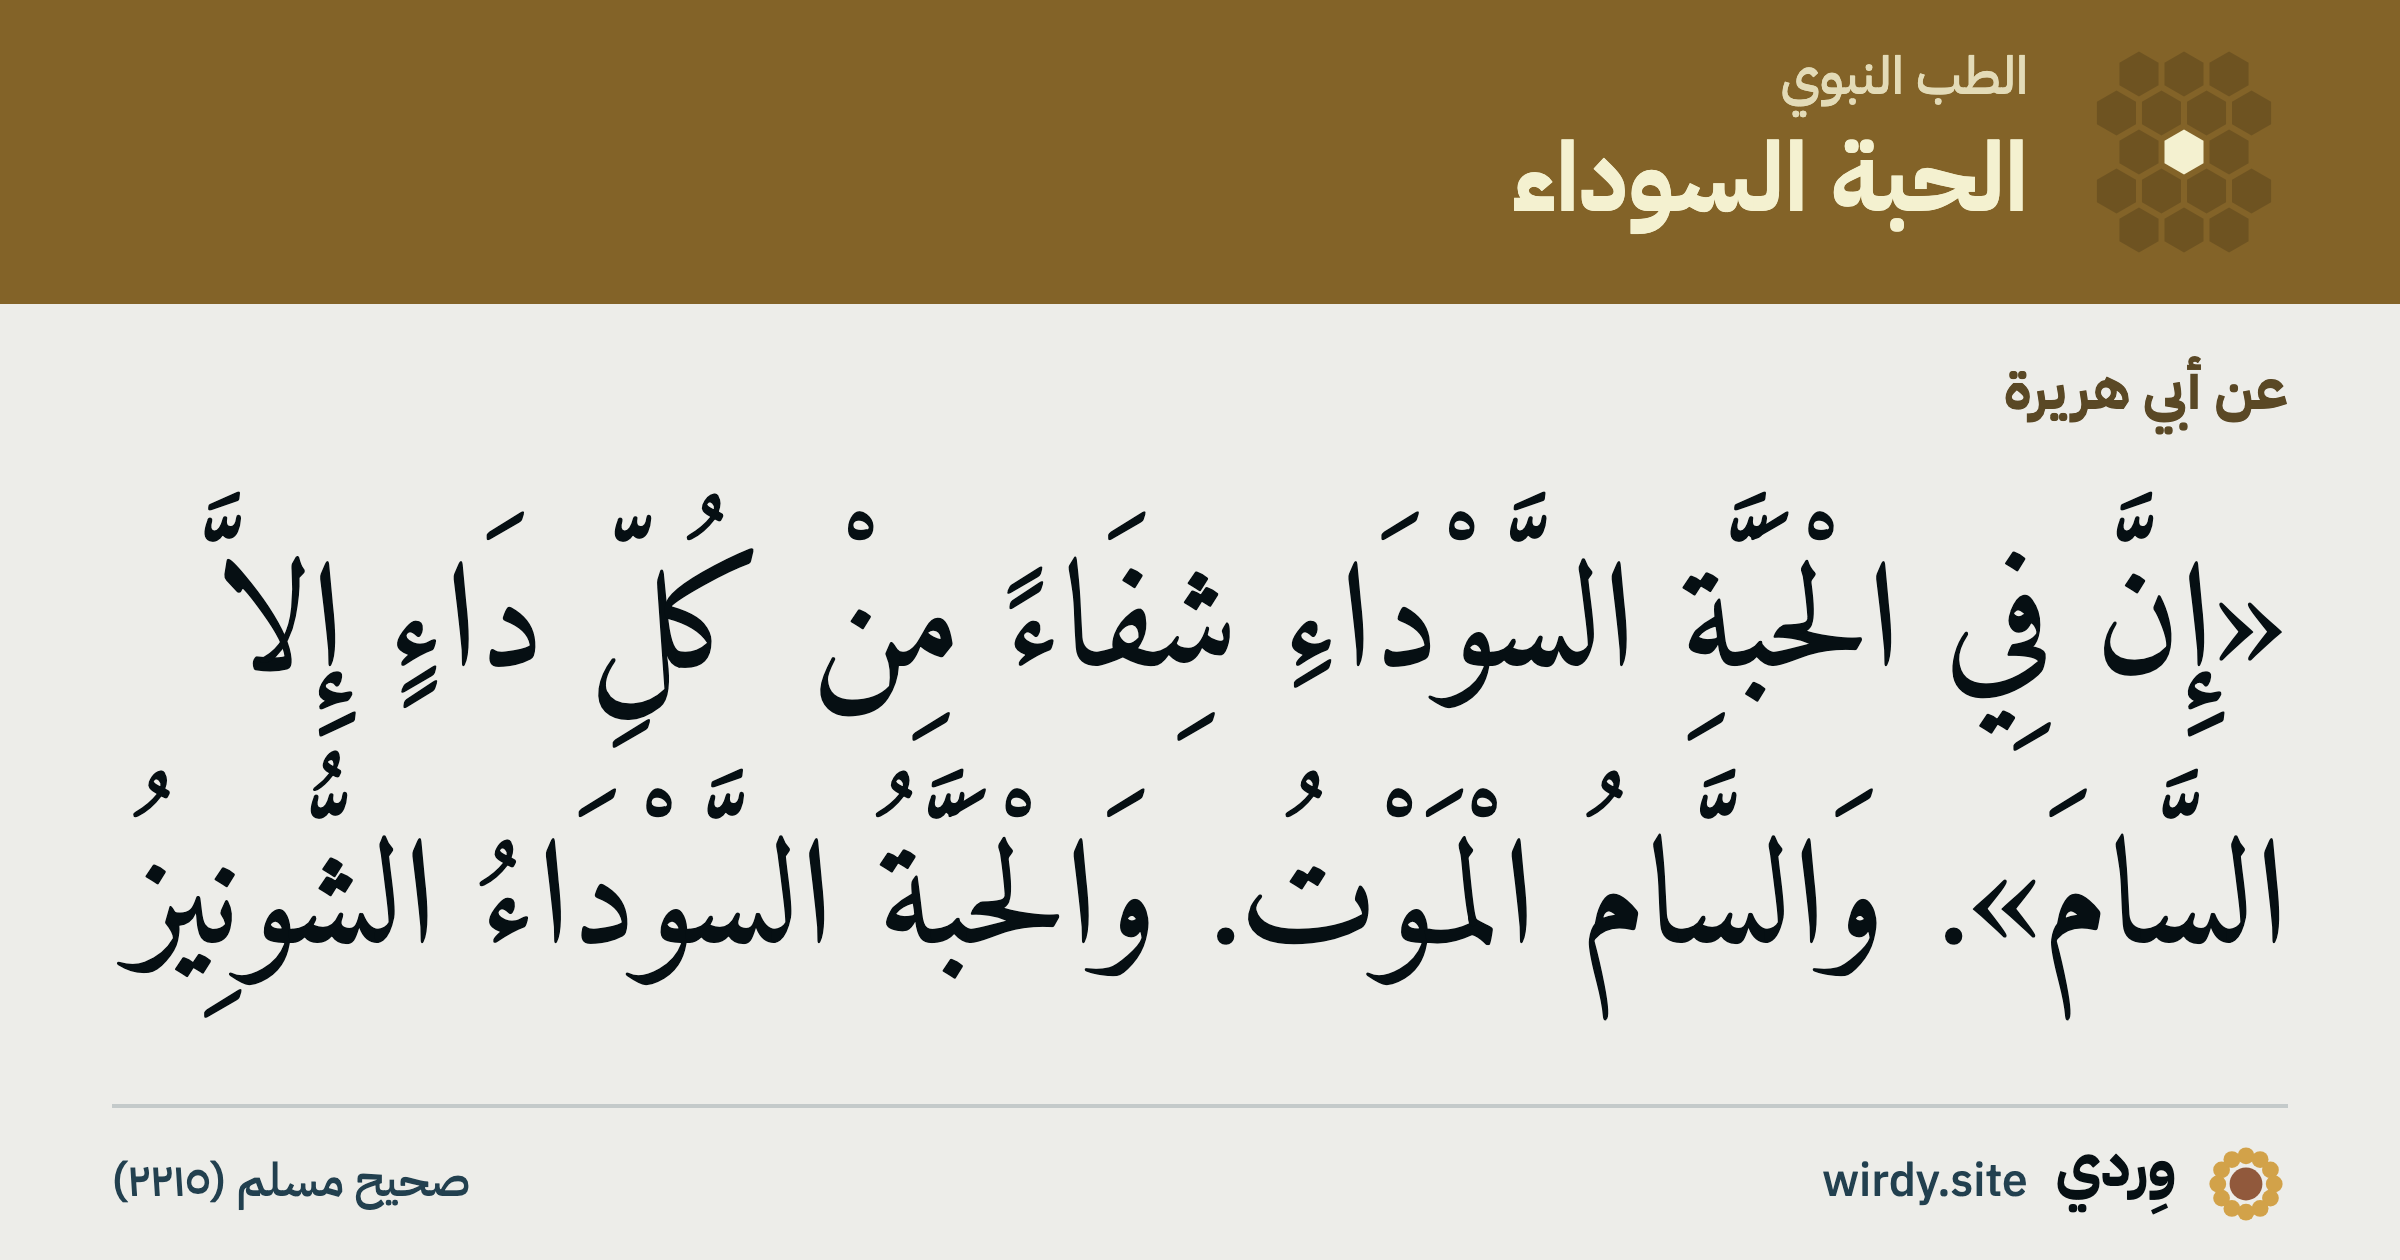 الطب النبوي
الحبة السوداء
عن أبي هريرة
«إِنَّ فِي الْحَبَّةِ السَّوْدَاءِ شِفَاءً مِنْ كُلِّ دَاءٍ إِلاَّ
السَّامَ». وَالسَّامُ الْمَوْتُ. وَالْحَبَّةُ السَّوْدَاءُ الشُّونِيزُ
وِردي wirdy.site
صحيح مسلم (٢٢١٥)